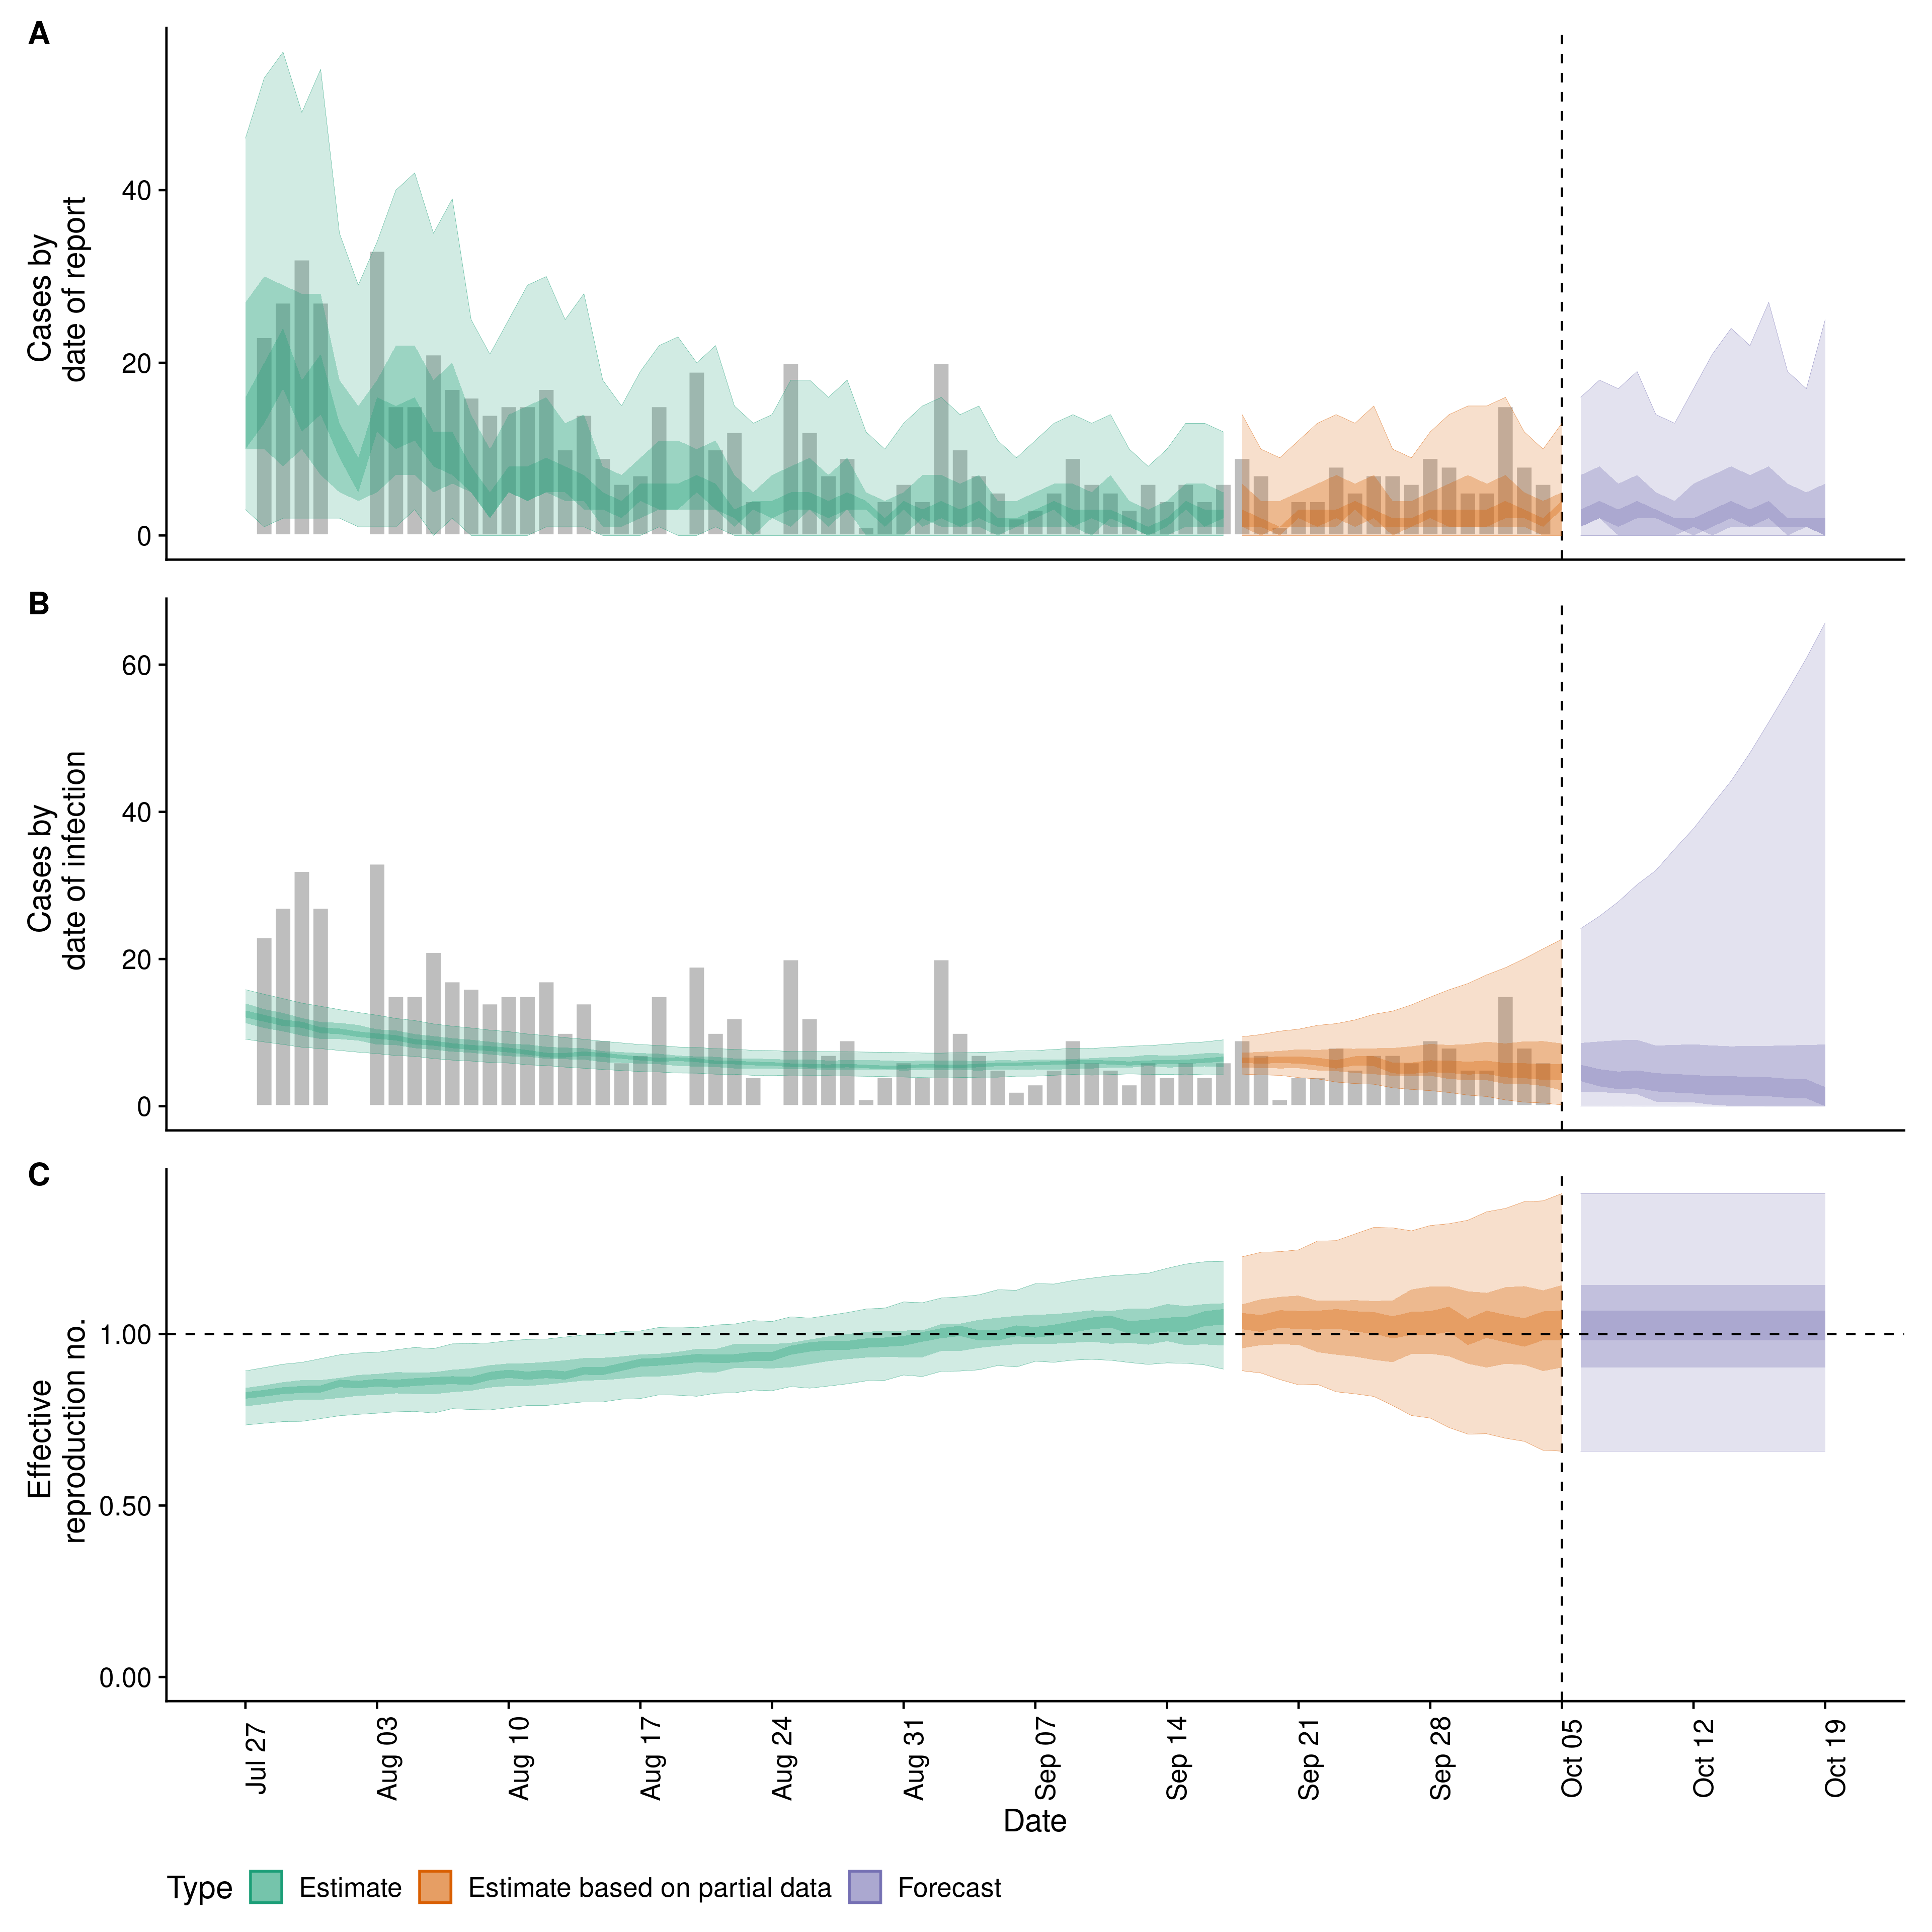 A
Cases by
date of report
40
20
0
B
Cases by
date of infection
60
40
20
0
C
Effective
reproduction no.
1.00
0.50
0.00
Jul 27
Aug 03
Aug 10
Aug 17
Aug 24
Aug 31
Sep 07
Sep 14
Sep 21
Sep 28
Oct 05
Oct 12
Oct 19
Date
Type Estimate Estimate based on partial data Forecast